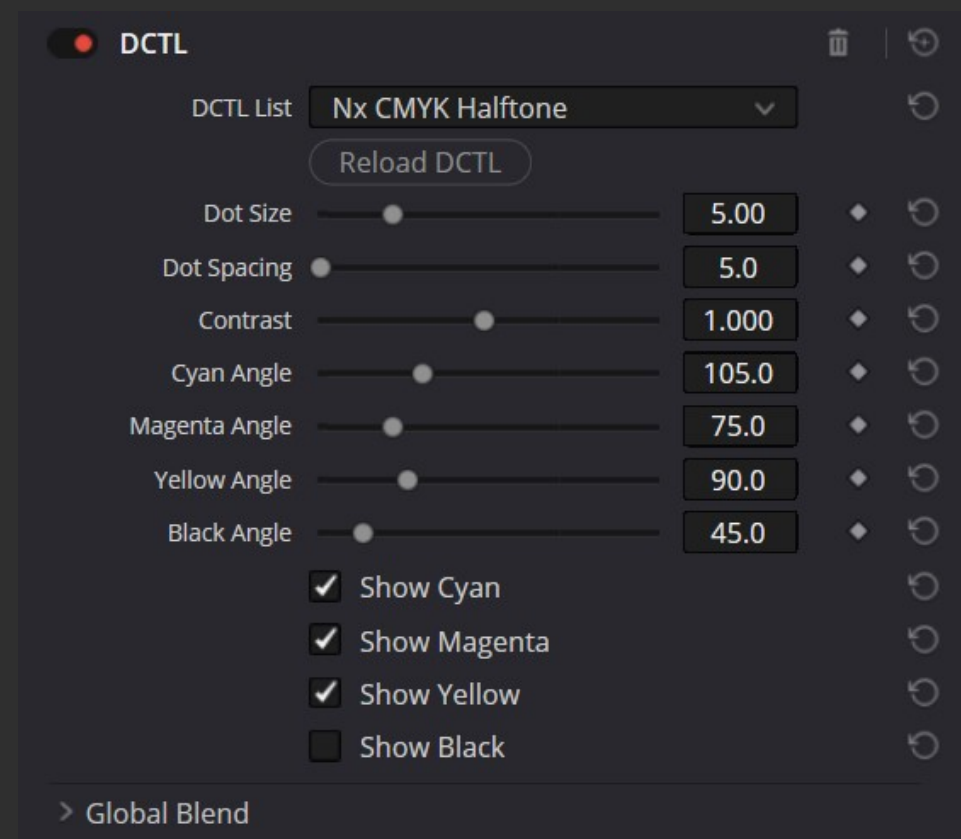 DCTL
DCTL List Nx CMYK Halftone
Reload DCTL
Dot Size 5.00
Dot Spacing 5.0
Contrast 1.000
Cyan Angle 105.0
Magenta Angle 75.0
Yellow Angle 90.0
Black Angle 45.0
Show Cyan
Show Magenta
Show Yellow
Show Black
Global Blend